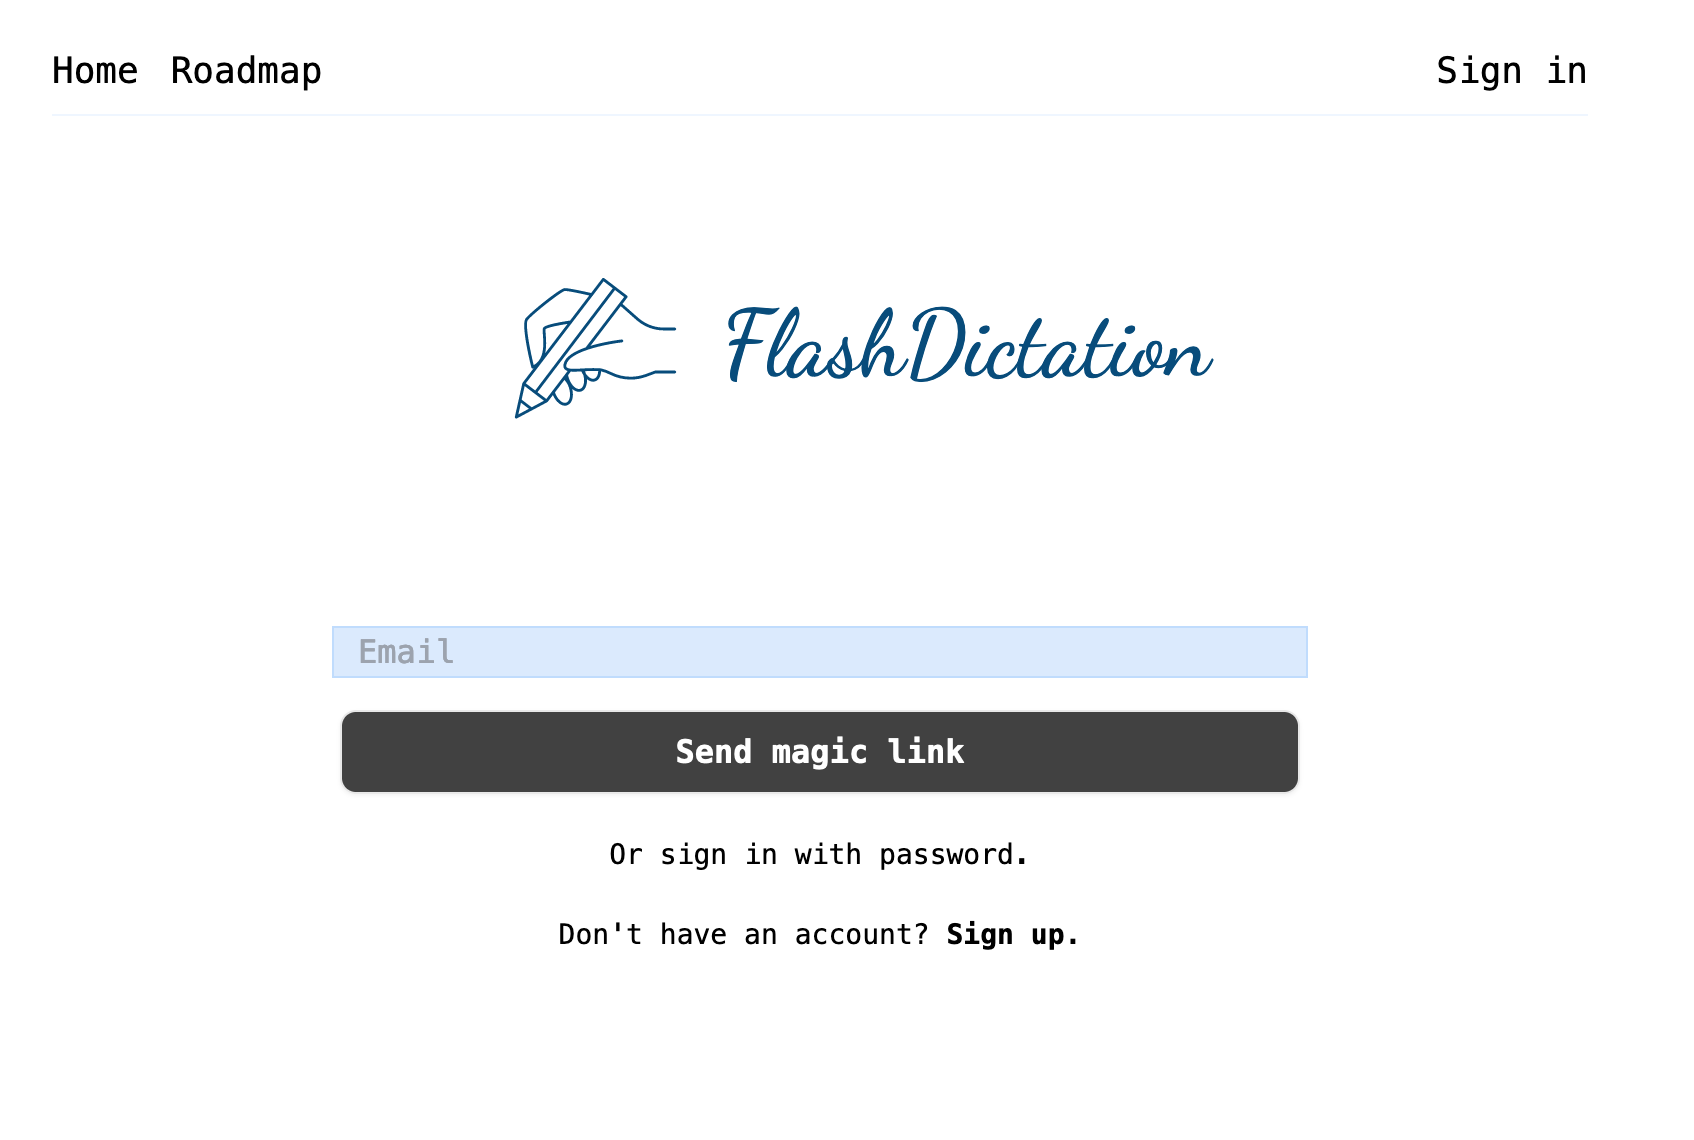 Home Roadmap Sign in
FlashDictation
Email
Send magic link
Or sign in with password.
Don't have an account? Sign up.